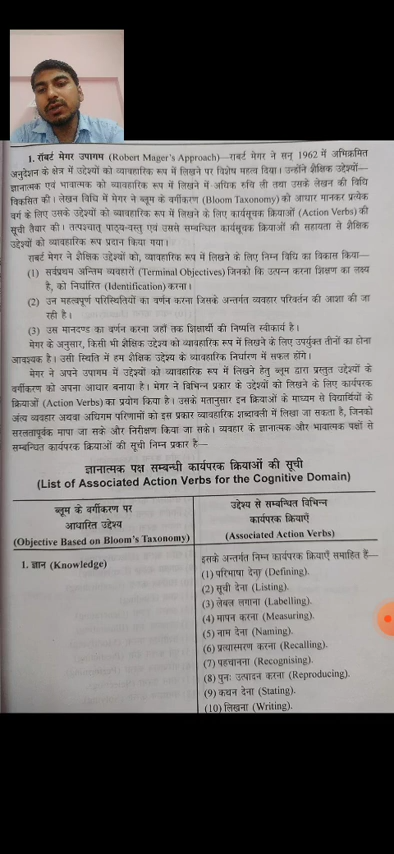 1. रॉबर्ट मेगर उपागम (Robert Mager's Approach)—राबर्ट मेगर ने सन् 1962 में अभिक्रमित
अनुदेशन के क्षेत्र में उद्देश्यों को व्यावहारिक रूप में लिखने पर विशेष महत्व दिया। उन्होंने शैक्षिक उद्देश्यों—
ज्ञानात्मक एवं भावात्मक को व्यावहारिक रूप में लिखने में अधिक रुचि ली तथा उसके लेखन की विधि
विकसित की। लेखन विधि में मेगर ने ब्लूम के वर्गीकरण (Bloom Taxonomy) को आधार मानकर प्रत्येक
वर्ग के लिए उसके उद्देश्यों को व्यावहारिक रूप में लिखने के लिए कार्यसूचक क्रियाओं (Action Verbs) की
सूची तैयार की। तत्पश्चात् पाठ्य-वस्तु एवं उससे सम्बन्धित कार्यसूचक क्रियाओं की सहायता से शैक्षिक
उद्देश्यों को व्यावहारिक रूप प्रदान किया गया।
राबर्ट मेगर ने शैक्षिक उद्देश्यों को, व्यावहारिक रूप में लिखने के लिए निम्न विधि का विकास किया—
(1) सर्वप्रथम अन्तिम व्यवहारों (Terminal Objectives) जिनको कि उत्पन्न करना शिक्षण का लक्ष्य
है, को निर्धारित (Identification) करना।
(2) उन महत्वपूर्ण परिस्थितियों का वर्णन करना जिसके अन्तर्गत व्यवहार परिवर्तन की आशा की जा
रही है।
(3) उस मानदण्ड का वर्णन करना जहाँ तक शिक्षार्थी की निष्पत्ति स्वीकार्य है।
मेगर के अनुसार, किसी भी शैक्षिक उद्देश्य को व्यावहारिक रूप में लिखने के लिए उपर्युक्त तीनों का होना
आवश्यक है। उसी स्थिति में हम शैक्षिक उद्देश्य के व्यावहारिक निर्धारण में सफल होंगे।
मेगर ने अपने उपागम में उद्देश्यों को व्यावहारिक रूप में लिखने हेतु ब्लूम द्वारा प्रस्तुत उद्देश्यों के
वर्गीकरण को अपना आधार बनाया है। मेगर ने विभिन्न प्रकार के उद्देश्यों को लिखने के लिए कार्यपरक
क्रियाओं (Action Verbs) का प्रयोग किया है। उसके मतानुसार इन क्रियाओं के माध्यम से विद्यार्थियों के
अंत्य व्यवहार अथवा अधिगम परिणामों को इस प्रकार व्यावहारिक शब्दावली में लिखा जा सकता है, जिनको
सरलतापूर्वक मापा जा सके और निरीक्षण किया जा सके। व्यवहार के ज्ञानात्मक और भावात्मक पक्षों से
सम्बन्धित कार्यपरक क्रियाओं की सूची निम्न प्रकार है—
ज्ञानात्मक पक्ष सम्बन्धी कार्यपरक क्रियाओं की सूची
(List of Associated Action Verbs for the Cognitive Domain)
ब्लूम के वर्गीकरण पर
आधारित उद्देश्य
(Objective Based on Bloom's Taxonomy)
उद्देश्य से सम्बन्धित विभिन्न
कार्यपरक क्रियाएँ
(Associated Action Verbs)
1. ज्ञान (Knowledge)
इसके अन्तर्गत निम्न कार्यपरक क्रियाएँ समाहित हैं—
(1) परिभाषा देना (Defining).
(2) सूची देना (Listing).
(3) लेबल लगाना (Labelling).
(4) मापन करना (Measuring).
(5) नाम देना (Naming).
(6) प्रत्यास्मरण करना (Recalling).
(7) पहचानना (Recognising).
(8) पुनः उत्पादन करना (Reproducing).
(9) कथन देना (Stating).
(10) लिखना (Writing).